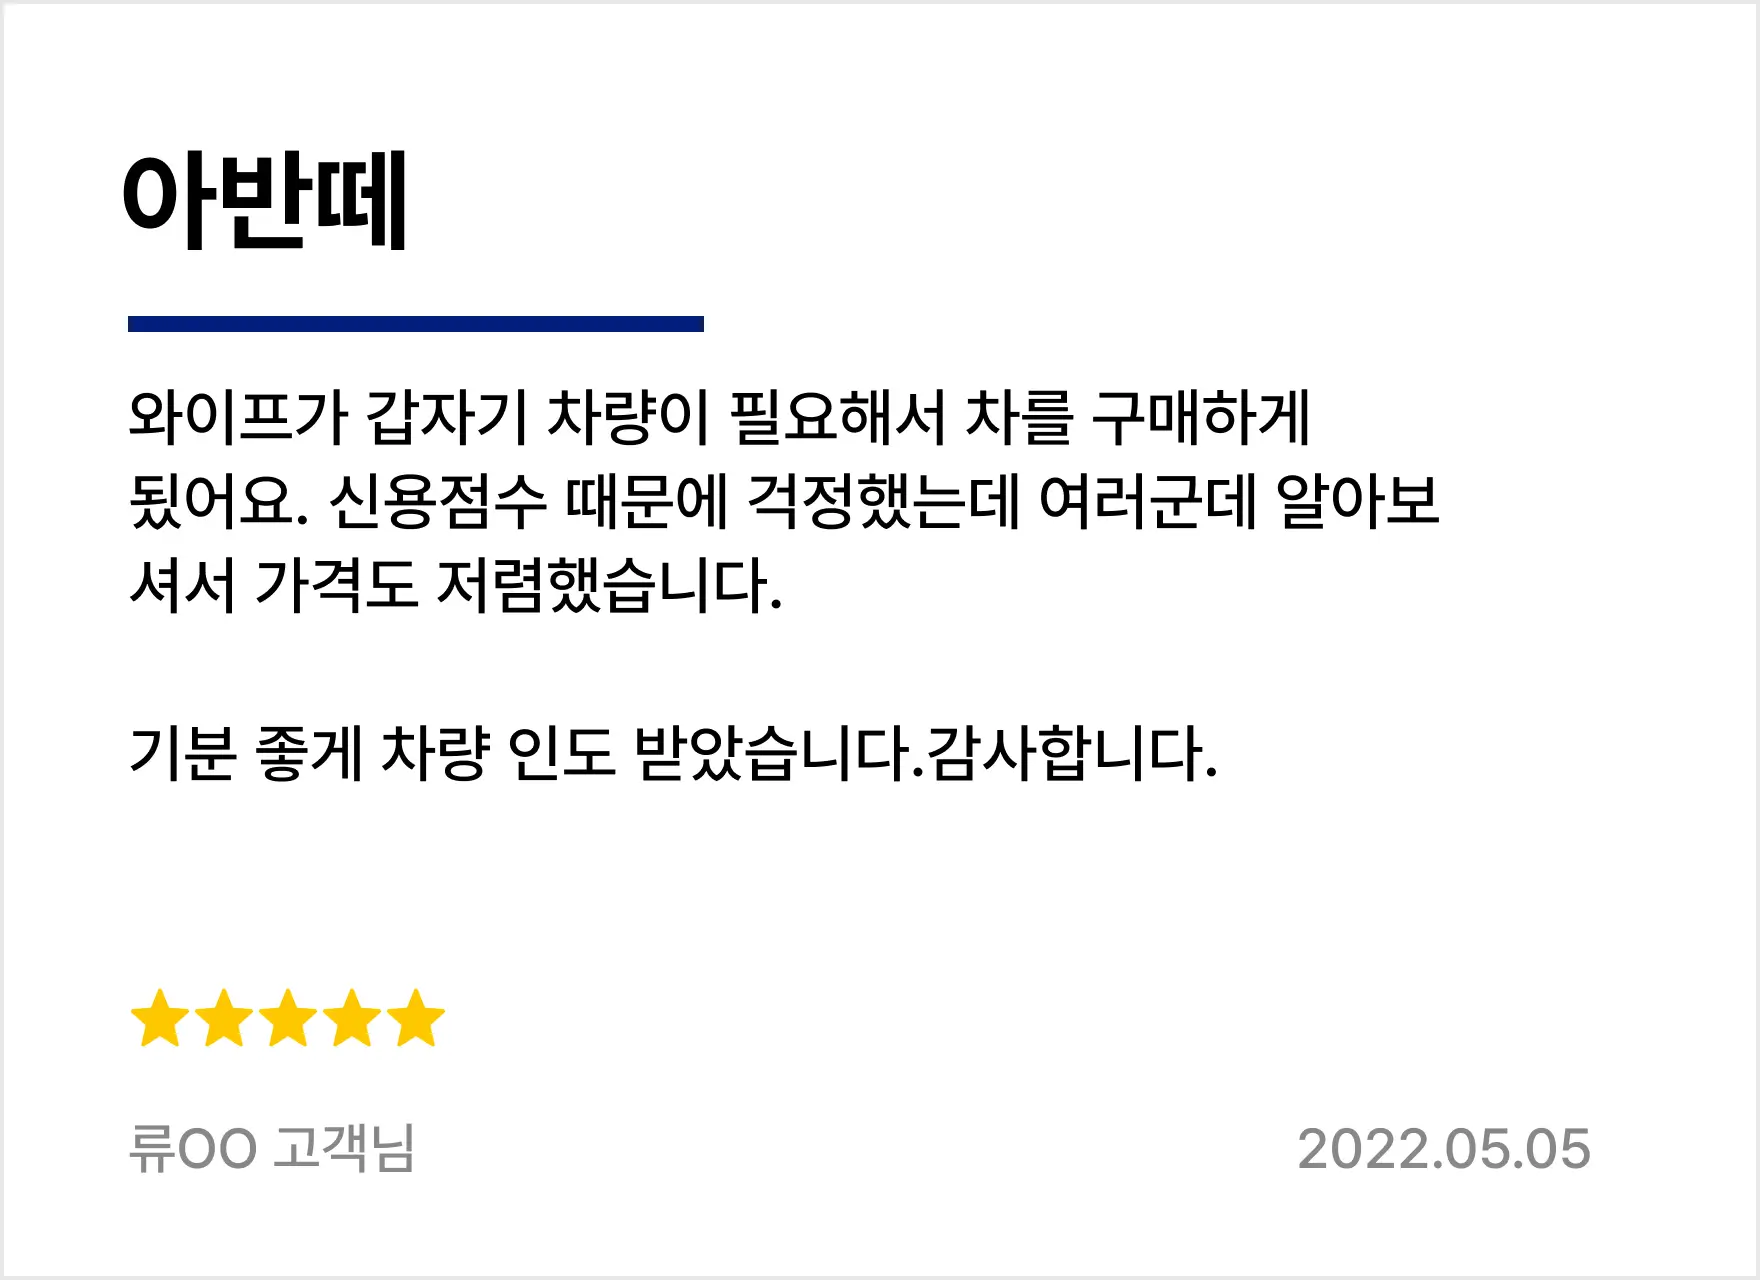 아반떼
와이프가 갑자기 차량이 필요해서 차를 구매하게
됬어요. 신용점수 때문에 걱정했는데 여러군데 알아보
셔서 가격도 저렴했습니다.
기분 좋게 차량 인도 받았습니다.감사합니다.
류OO 고객님
2022.05.05